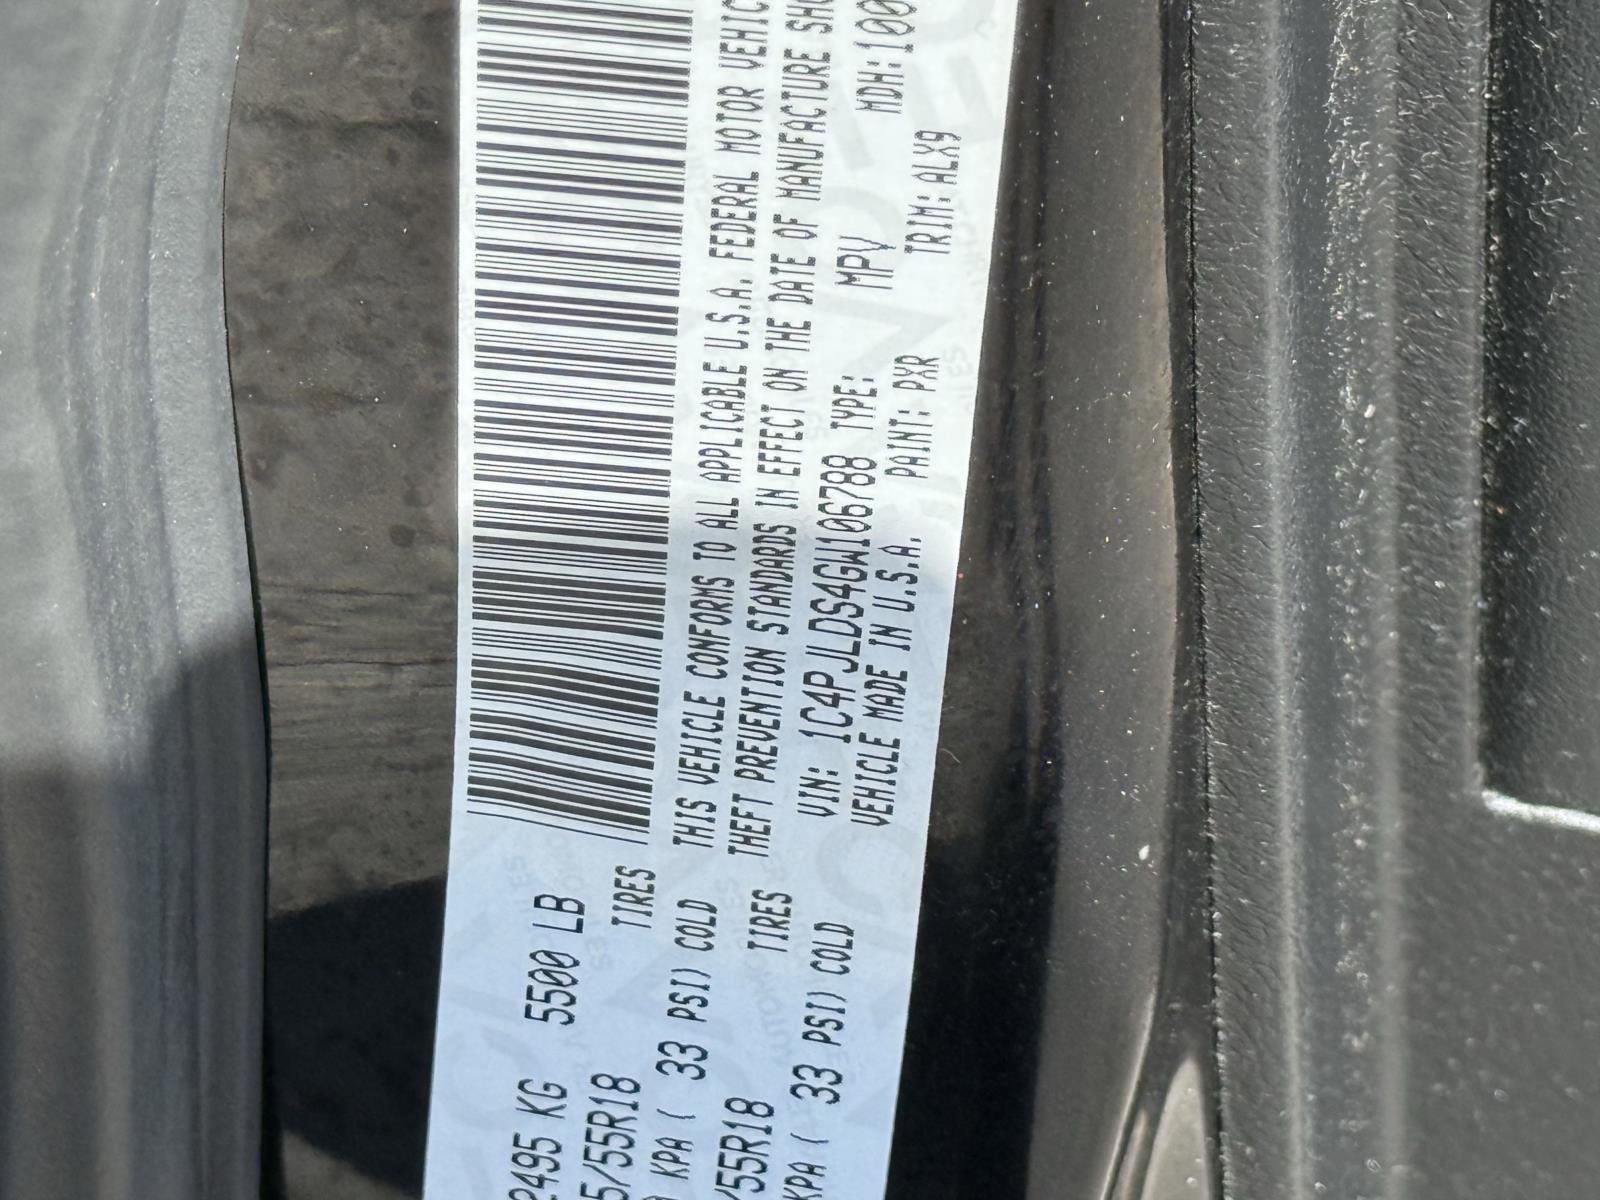 2495 KG 5500 LB
5/55R18 TIRES
KPA ( 33 PSI) COLD
/55R18 TIRES
KPA ( 33 PSI) COLD
THIS VEHICLE CONFORMS TO ALL APPLICABLE U.S.A. FEDERAL MOTOR VEHIC
THEFT PREVENTION STANDARDS IN EFFECT ON THE DATE OF MANUFACTURE SHO
VIN: 1C4PJLDS4GW106788 TYPE: MPV MDH:100
VEHICLE MADE IN U.S.A. PAINT: PXR TRIM: ALX9